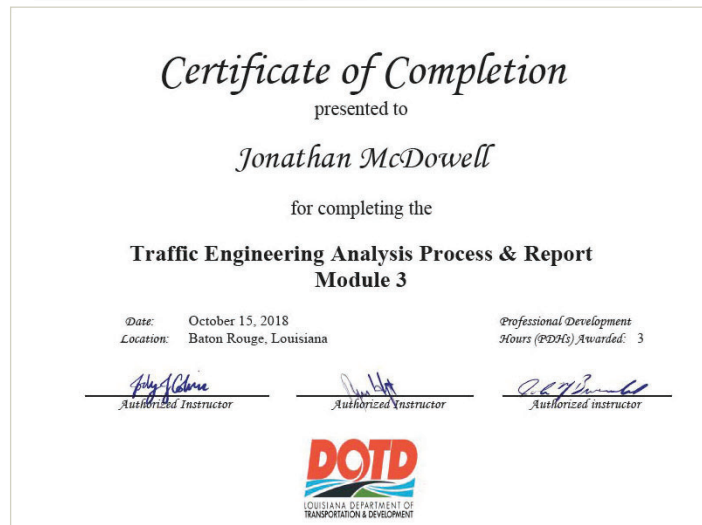 Certificate of Completion
presented to
Jonathan McDowell
for completing the
Traffic Engineering Analysis Process & Report
Module 3
Date: October 15, 2018
Location: Baton Rouge, Louisiana
Professional Development
Hours (PDHs) Awarded: 3
Authorized Instructor
Authorized Instructor
Authorized instructor
DOTD
LOUISIANA DEPARTMENT OF
TRANSPORTATION & DEVELOPMENT